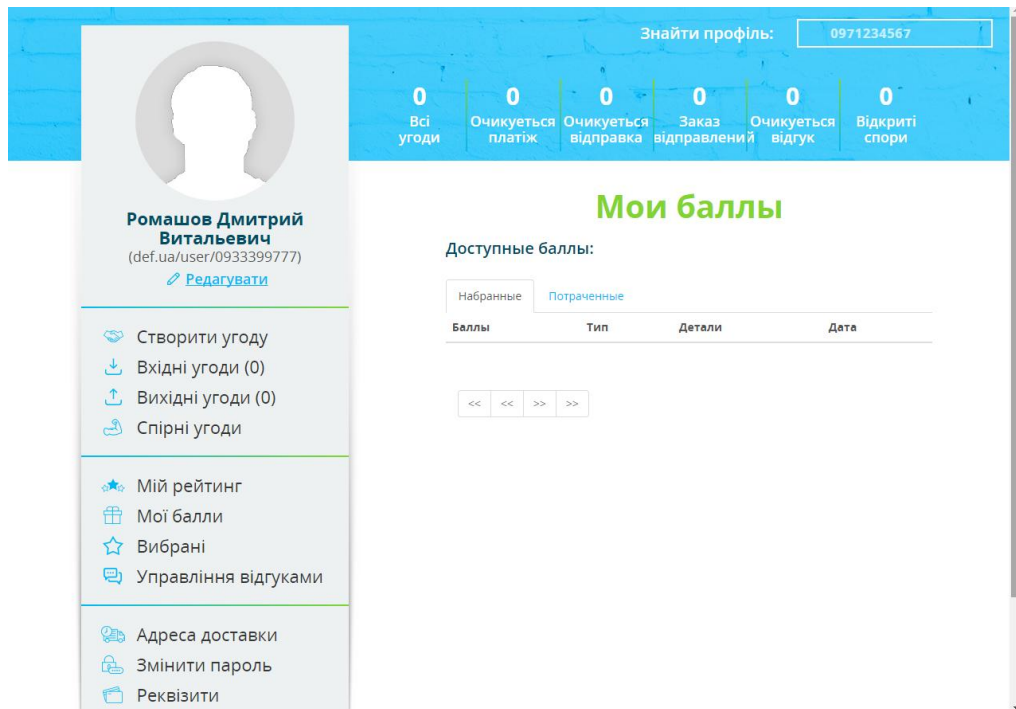 Знайти профіль: 0971234567
0 0 0 0 0 0
Всі Очикуеться Очикуеться Заказ Очикуеться Відкриті
угоди платіж відправка відправлений відгук спори
Ромашов Дмитрий
Витальевич
(def.ua/user/0933399777)
Редагувати
Створити угоду
Вхідні угоди (0)
Вихідні угоди (0)
Спірні угоди
Мій рейтинг
Мої балли
Вибрані
Управління відгуками
Адреса доставки
Змінити пароль
Реквізити
Мои баллы
Доступные баллы:
Набранные Потраченные
Баллы Тип Детали Дата
<< << >> >>